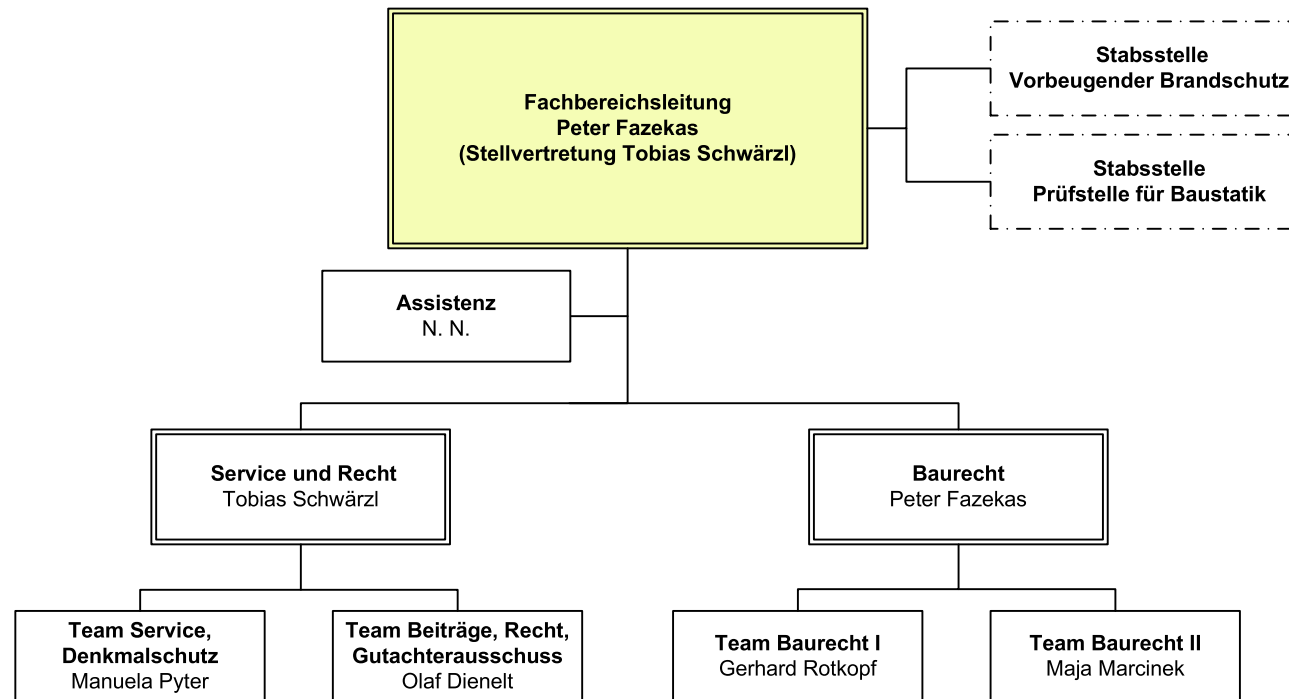 Fachbereichsleitung
Peter Fazekas
(Stellvertretung Tobias Schwärzl)
Stabsstelle
Vorbeugender Brandschutz
Stabsstelle
Prüfstelle für Baustatik
Assistenz
N. N.
Service und Recht
Tobias Schwärzl
Baurecht
Peter Fazekas
Team Service,
Denkmalschutz
Manuela Pyter
Team Beiträge, Recht,
Gutachterausschuss
Olaf Dienelt
Team Baurecht I
Gerhard Rotkopf
Team Baurecht II
Maja Marcinek